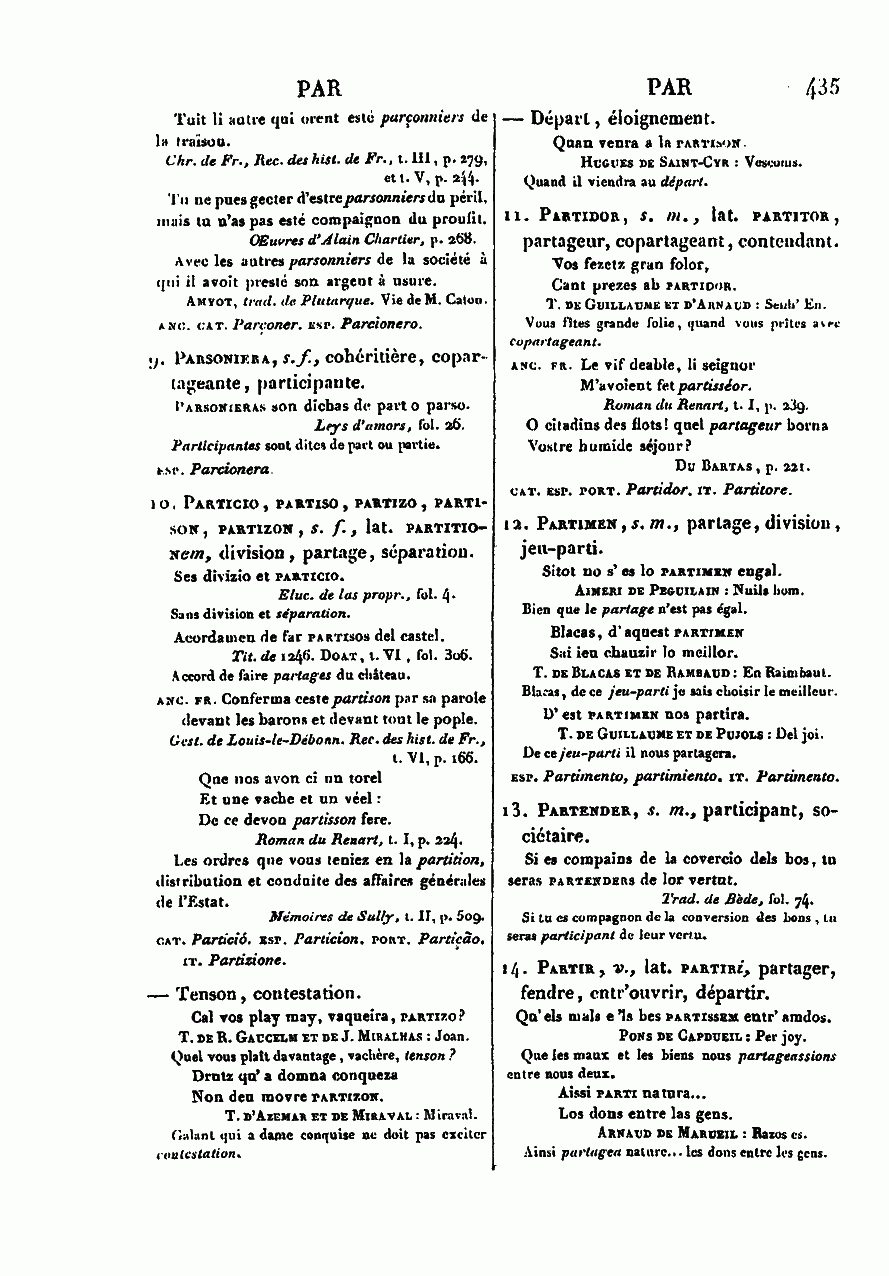 PAR
PAR 435
Tuit li autre qui orent esté parçonniers de
la traïson.
Chr. de Fr., Rec. des hist. de Fr., t. III, p. 279,
et t. V, p. 244.
Tu ne pues gecter d'estre parsonniers du péril,
mais tu n'as pas esté compaignon du proufit.
OEuvres d'Alain Chartier, p. 268.
Avec les autres parsonniers de la société à
qui il avoit presté son argent à usure.
AMYOT, trad. de Plutarque. Vie de M. Caton.
ANC. CAT. Parçoner. ESP. Parcionero.
9. PARSONIERA, s. f., cohéritière, copar-
tageante, participante.
PARSONIERAS son dichas de part o parso.
Leys d'amors, fol. 26.
Participantes sont dites de part ou partie.
ESP. Parcionera.
10. PARTICIO, PARTISO, PARTIZO, PARTI-
SON, PARTIZON, s. f., lat. PARTITIO-
Nem, division, partage, séparation.
Ses divizio et PARTICIO.
Eluc. de las propr., fol. 4.
Sans division et séparation.
Acordamen de far PARTISOS del castel.
Tit. de 1246. DOAT, t. VI, fol. 306.
Accord de faire partages du château.
ANC. FR. Conferma ceste partison par sa parole
devant les barons et devant tout le pople.
Gest. de Louis-le-Débonn. Rec. des hist. de Fr.,
t. VI, p. 166.
Que nos avon ci un torel
Et une vache et un véel :
De ce devon partisson fere.
Roman du Renart, t. I, p. 224.
Les ordres que vous teniez en la partition,
distribution et conduite des affaires générales
de l'Estat.
Mémoires de Sully, t. II, p. 509.
CAT. Partició. ESP. Particion. PORT. Partição.
IT. Partizione.
— Tenson, contestation.
Cal vos play may, vaqueira, PARTIZO?
T. DE R. GAUCELM ET DE J. MIRALHAS : Joan.
Quel vous plaît davantage, vachère, tenson ?
Drutz qu'a domna conqueza
Non deu movre PARTIZON.
T. D'AZEMAR ET DE MIRAVAL : Miraval.
Galant qui a dame conquise ne doit pas exciter
contestation.
— Départ, éloignement.
Quan venra a la PARTISON.
HUGUES DE SAINT-CYR : Vescoms.
Quand il viendra au départ.
11. PARTIDOR, s. m., lat. PARTITOR,
partageur, copartageant, contendant.
Vos fezetz gran folor,
Cant prezes ab PARTIDOR.
T. DE GUILLAUME ET D'ARNAUD : Senh' En.
Vous fîtes grande folie, quand vous prîtes avec
copartageant.
ANC. FR. Le vif deable, li seignor
M'avoient fet partisséor.
Roman du Renart, t. I, p. 239.
O citadins des flots! quel partageur borna
Vostre humide séjour?
DU BARTAS, p. 221.
CAT. ESP. PORT. Partidor. IT. Partitore.
12. PARTIMEN, s. m., partage, division,
jeu-parti.
Sitot no s'es lo PARTIMEN engal.
AIMERI DE PEGUILAIN : Nuils hom.
Bien que le partage n'est pas égal.
Blacas, d'aquest PARTIMEN
Sai ieu chauzir lo meillor.
T. DE BLACAS ET DE RAMBAUD : En Raimbaut.
Blacas, de ce jeu-parti je sais choisir le meilleur.
D'est PARTIMEN nos partira.
T. DE GUILLAUME ET DE PUJOLS : Del joi.
De ce jeu-parti il nous partagera.
ESP. Partimento, partimiento. IT. Partimento.
13. PARTENDER, s. m., participant, so-
ciétaire.
Si es compains de la covercio dels bos, tu
seras PARTENDERS de lor vertut.
Trad. de Bède, fol. 74.
Si tu es compagnon de la conversion des bons, tu
seras participant de leur vertu.
14. PARTIR, v., lat. PARTIRi, partager,
fendre, entr'ouvrir, départir.
Qu'els mals e 'ls bes PARTISSEM entr' amdos.
PONS DE CAPDUEIL : Per joy.
Que les maux et les biens nous partageassions
entre nous deux.
Aissi PARTI natura...
Los dons entre las gens.
ARNAUD DE MARUEIL : Razos es.
Ainsi partagea nature... les dons entre les gens.